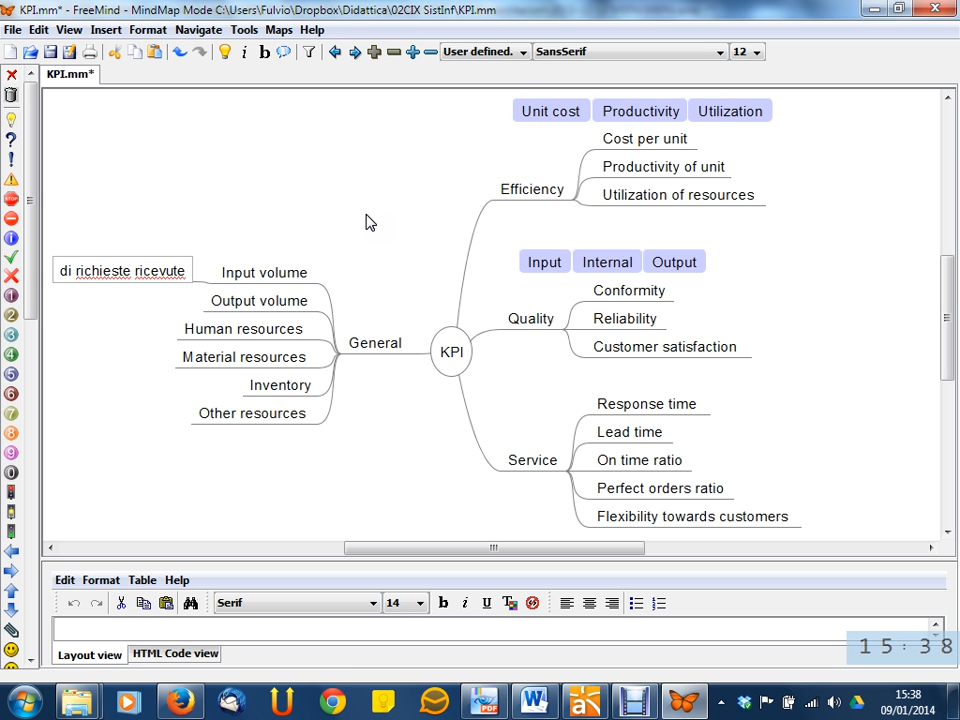 KPI.mm* - FreeMind - MindMap Mode C:\Users\Fulvio\Dropbox\Didattica\02CIX SistInf\KPI.mm
File Edit View Insert Format Navigate Tools Maps Help
User defined. SansSerif 12
KPI.mm*
Unit cost Productivity Utilization
Cost per unit
Productivity of unit
Efficiency
Utilization of resources
Input Internal Output
di richieste ricevute
Input volume
Conformity
Output volume
Quality
Reliability
Human resources
General
Customer satisfaction
KPI
Material resources
Inventory
Response time
Other resources
Lead time
Service
On time ratio
Perfect orders ratio
Flexibility towards customers
Edit Format Table Help
Serif 14
Layout view HTML Code view
15:38
15:38
09/01/2014